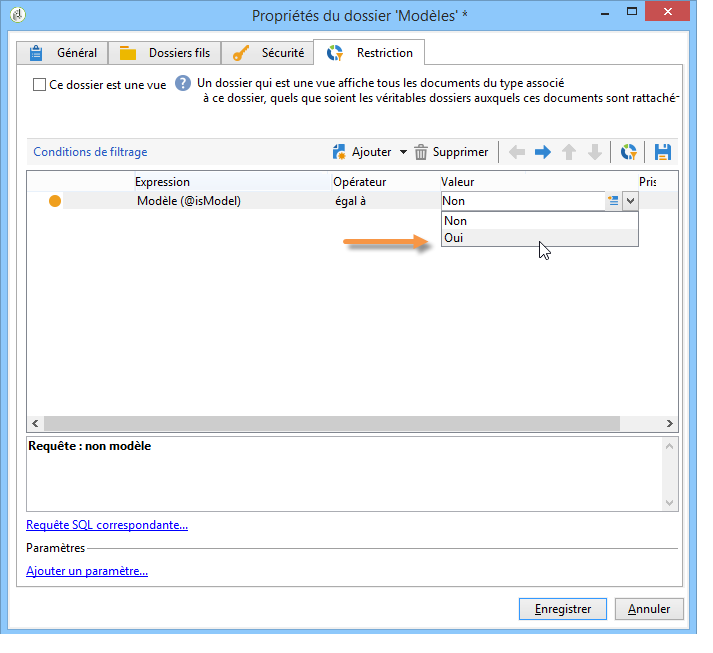 Propriétés du dossier 'Modèles' *
Général
Dossiers fils
Sécurité
Restriction
Ce dossier est une vue
? Un dossier qui est une vue affiche tous les documents du type associé
à ce dossier, quels que soient les véritables dossiers auxquels ces documents sont rattaché
Conditions de filtrage
Ajouter
Supprimer
Expression Opérateur Valeur Pris
Modèle (@isModel) égal à Non
Non
Oui
Requête : non modèle
Requête SQL correspondante...
Paramètres
Ajouter un paramètre...
Enregistrer
Annuler